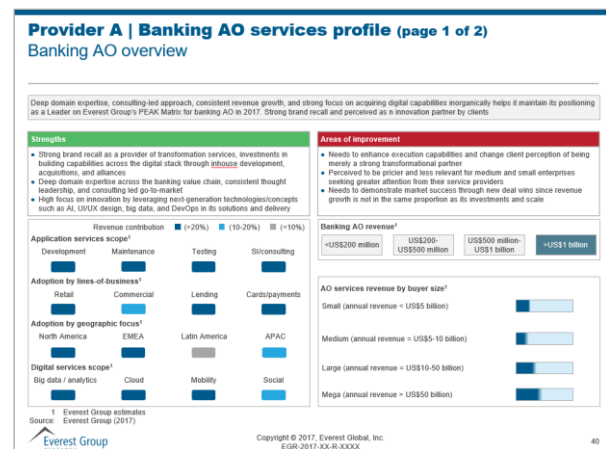 Provider A | Banking AO services profile (page 1 of 2)
Banking AO overview
Deep domain expertise, consulting-led approach, consistent revenue growth, and strong focus on acquiring digital capabilities inorganically helps it maintain its positioning
as a Leader on Everest Group's PEAK Matrix for banking AO in 2017. Strong brand recall and perceived as n innovation partner by clients
Strengths
• Strong brand recall as a provider of transformation services, investments in
building capabilities across the digital stack through inhouse development,
acquisitions, and alliances
• Deep domain expertise across the banking value chain, consistent thought
leadership, and consulting led go-to-market
• High focus on innovation by leveraging next-generation technologies/concepts
such as AI, UI/UX design, big data, and DevOps in its solutions and delivery
Areas of improvement
• Needs to enhance execution capabilities and change client perception of being
merely a strong transformational partner
• Perceived to be pricier and less relevant for medium and small enterprises
seeking greater attention from their service providers
• Needs to demonstrate market success through new deal wins since revenue
growth is not in the same proportion as its investments and scale
Revenue contribution (>20%) (10-20%) (<10%)
Application services scope¹
Development Maintenance Testing SI/consulting
Adoption by lines-of-business¹
Retail Commercial Lending Cards/payments
Adoption by geographic focus¹
North America EMEA Latin America APAC
Digital services scope¹
Big data / analytics Cloud Mobility Social
Banking AO revenue¹
<US$200 million
US$200-
US$500 million
US$500 million-
US$1 billion
>US$1 billion
AO services revenue by buyer size¹
Small (annual revenue < US$5 billion)
Medium (annual revenue = US$5-10 billion)
Large (annual revenue = US$10-50 billion)
Mega (annual revenue > US$50 billion)
1 Everest Group estimates
Source: Everest Group (2017)
Everest Group
Copyright © 2017, Everest Global, Inc.
EGR-2017-XX-R-XXXX
40